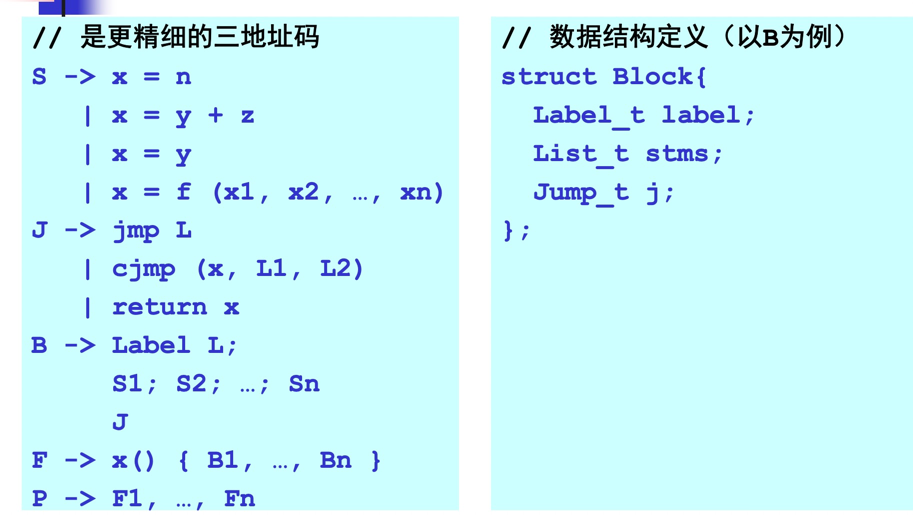 // 是更精细的三地址码
S -> x = n
| x = y + z
| x = y
| x = f (x1, x2, …, xn)
J -> jmp L
| cjmp (x, L1, L2)
| return x
B -> Label L;
S1; S2; …; Sn
J
F -> x() { B1, …, Bn }
P -> F1, …, Fn
// 数据结构定义（以B为例）
struct Block{
Label_t label;
List_t stms;
Jump_t j;
};